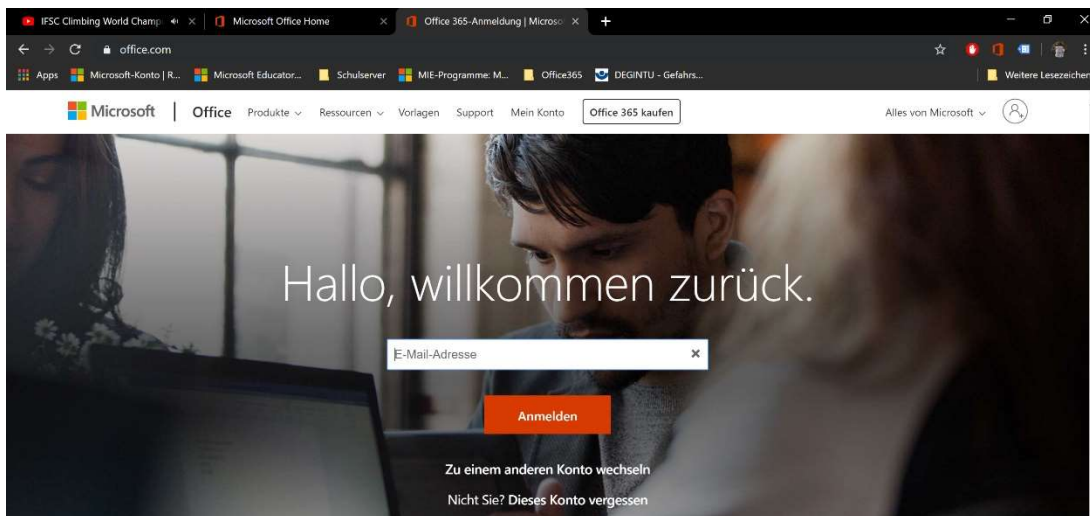 IFSC Climbing World Champ
Microsoft Office Home
Office 365-Anmeldung | Microso
office.com
Apps
Microsoft-Konto | R...
Microsoft Educator...
Schulserver
MIE-Programme: M...
Office365
DEGINTU - Gefahrs...
Weitere Lesezeichen
Microsoft | Office Produkte Ressourcen Vorlagen Support Mein Konto Office 365 kaufen Alles von Microsoft
Hallo, willkommen zurück.
E-Mail-Adresse
Anmelden
Zu einem anderen Konto wechseln
Nicht Sie? Dieses Konto vergessen